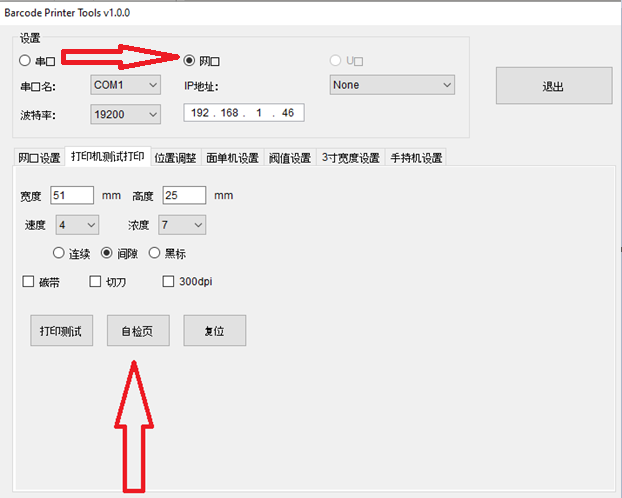 Barcode Printer Tools v1.0.0
设置
串口 网口 U口
串口名: COM1 IP地址: None 退出
波特率: 19200 192 . 168 . 1 . 46
网口设置 打印机测试打印 位置调整 面单机设置 阀值设置 3寸宽度设置 手持机设置
宽度 51 mm 高度 25 mm
速度 4 浓度 7
连续 间隙 黑标
碳带 切刀 300dpi
打印测试 自检页 复位